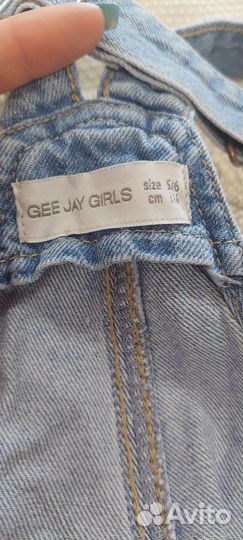 GEE JAY GIRLS
size 5/6
cm
Avito